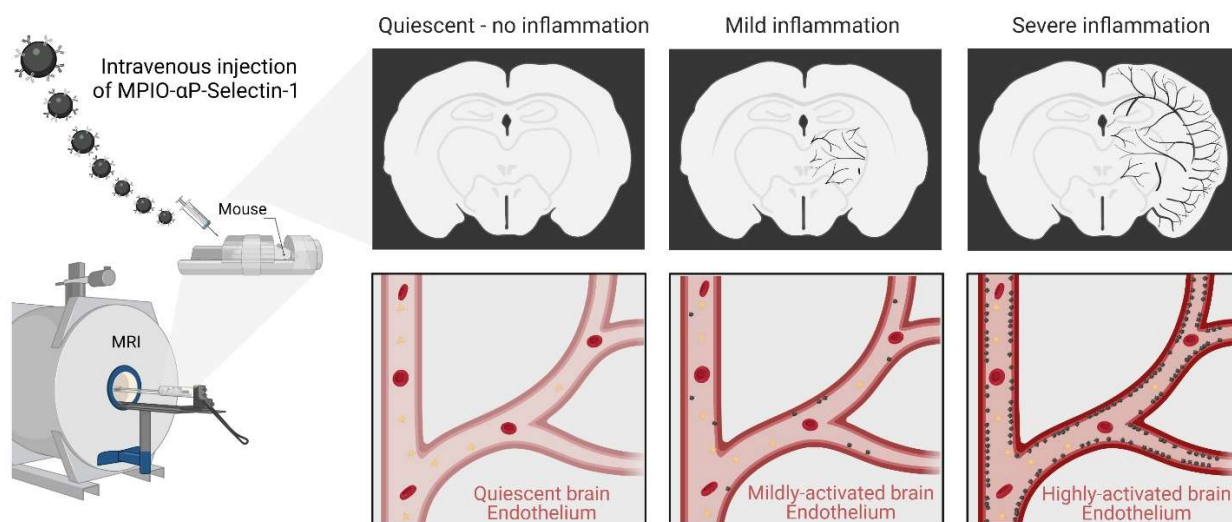 Quiescent - no inflammation
Mild inflammation
Severe inflammation
Intravenous injection
of MPIO-αP-Selectin-1
Mouse
MRI
Quiescent brain
Endothelium
Mildly-activated brain
Endothelium
Highly-activated brain
Endothelium